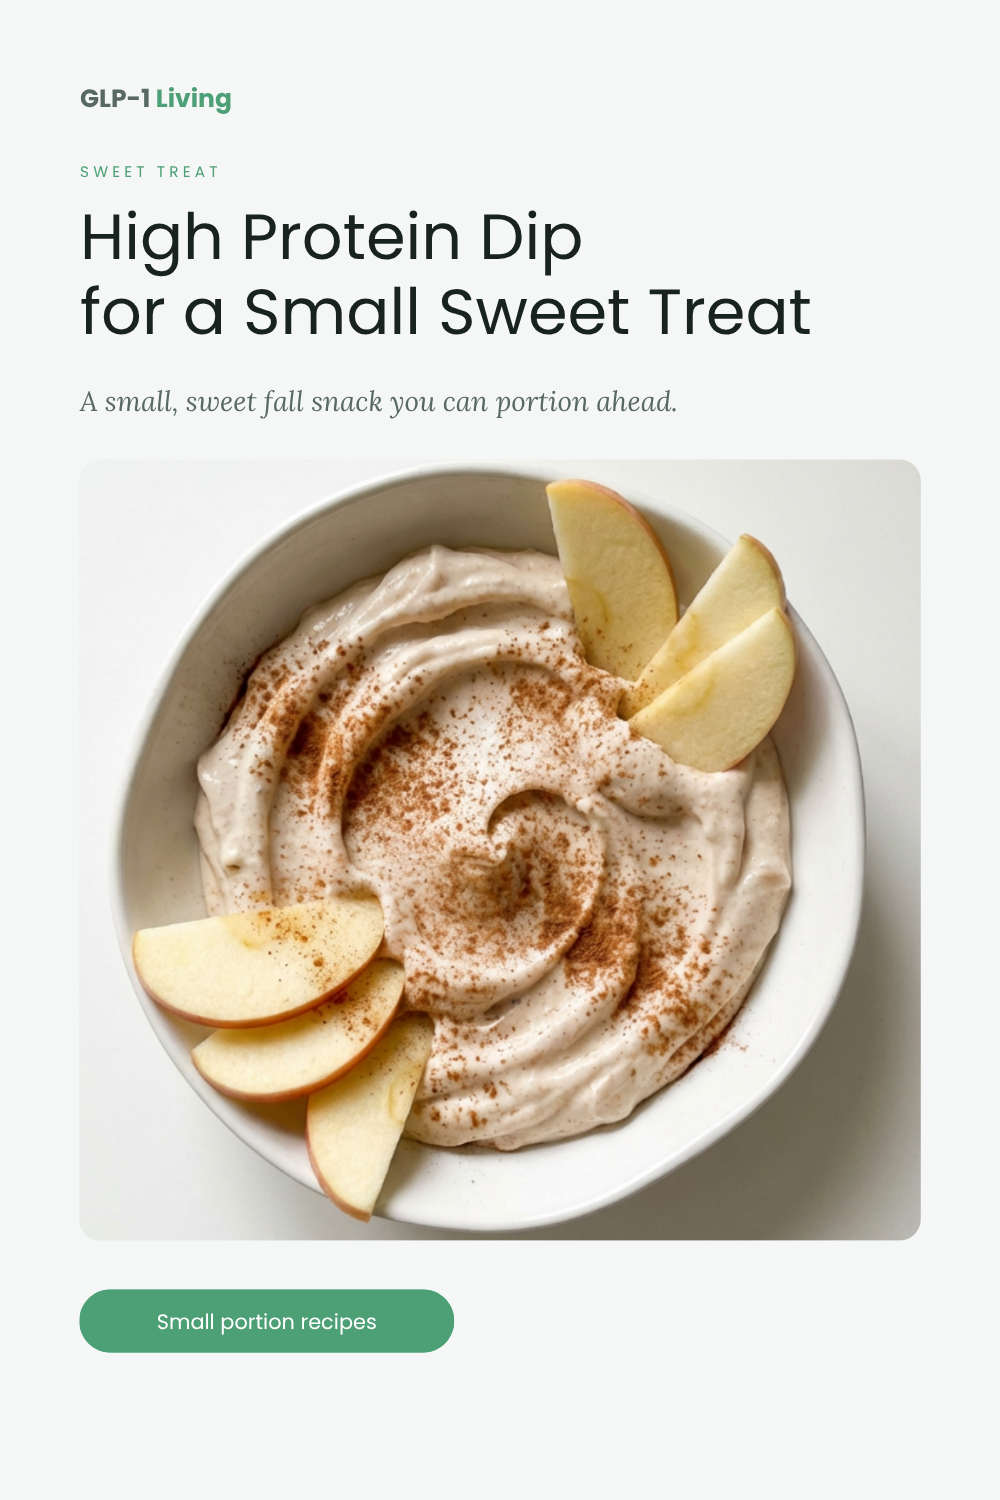 GLP-1 Living
SWEET TREAT
High Protein Dip
for a Small Sweet Treat
A small, sweet fall snack you can portion ahead.
Small portion recipes